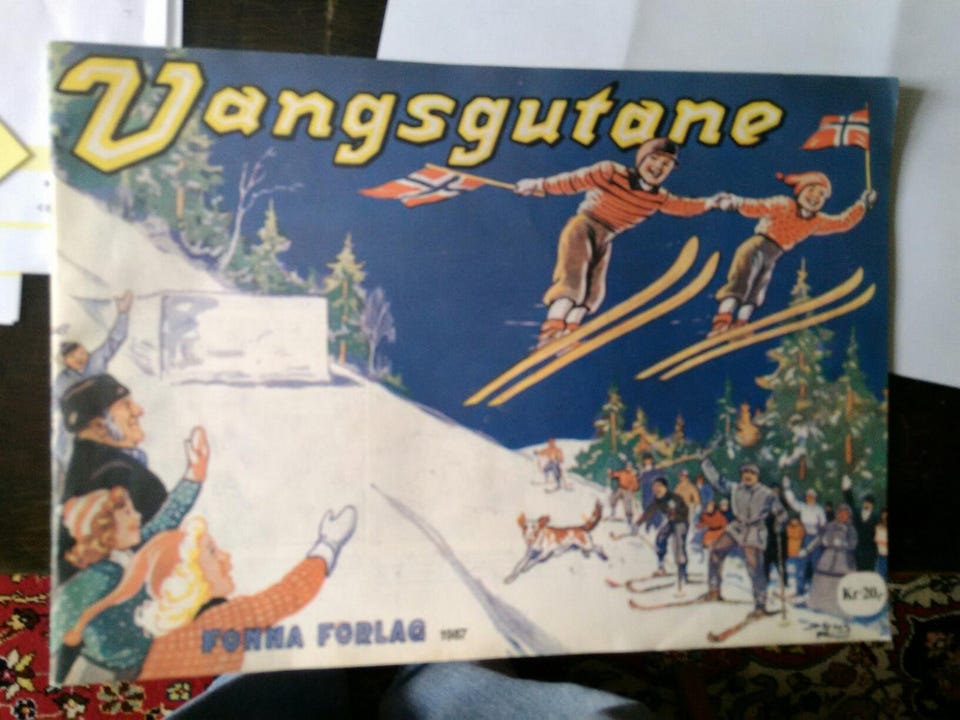 Vangsgutane
Kr 20,-
FONNA FORLAG 1987